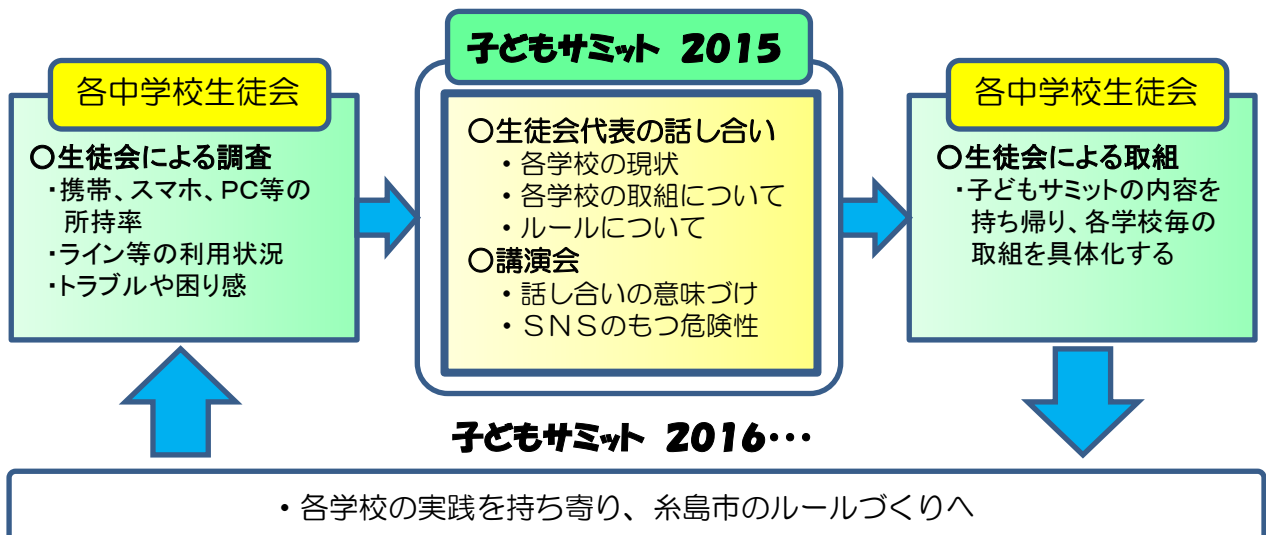 各中学校生徒会
〇生徒会による調査
・携帯、スマホ、PC等の
所持率
・ライン等の利用状況
・トラブルや困り感
子どもサミット 2015
〇生徒会代表の話し合い
・各学校の現状
・各学校の取組について
・ルールについて
〇講演会
・話し合いの意味づけ
・ＳＮＳのもつ危険性
各中学校生徒会
〇生徒会による取組
・子どもサミットの内容を
持ち帰り、各学校毎の
取組を具体化する
子どもサミット 2016・・・
・各学校の実践を持ち寄り、糸島市のルールづくりへ